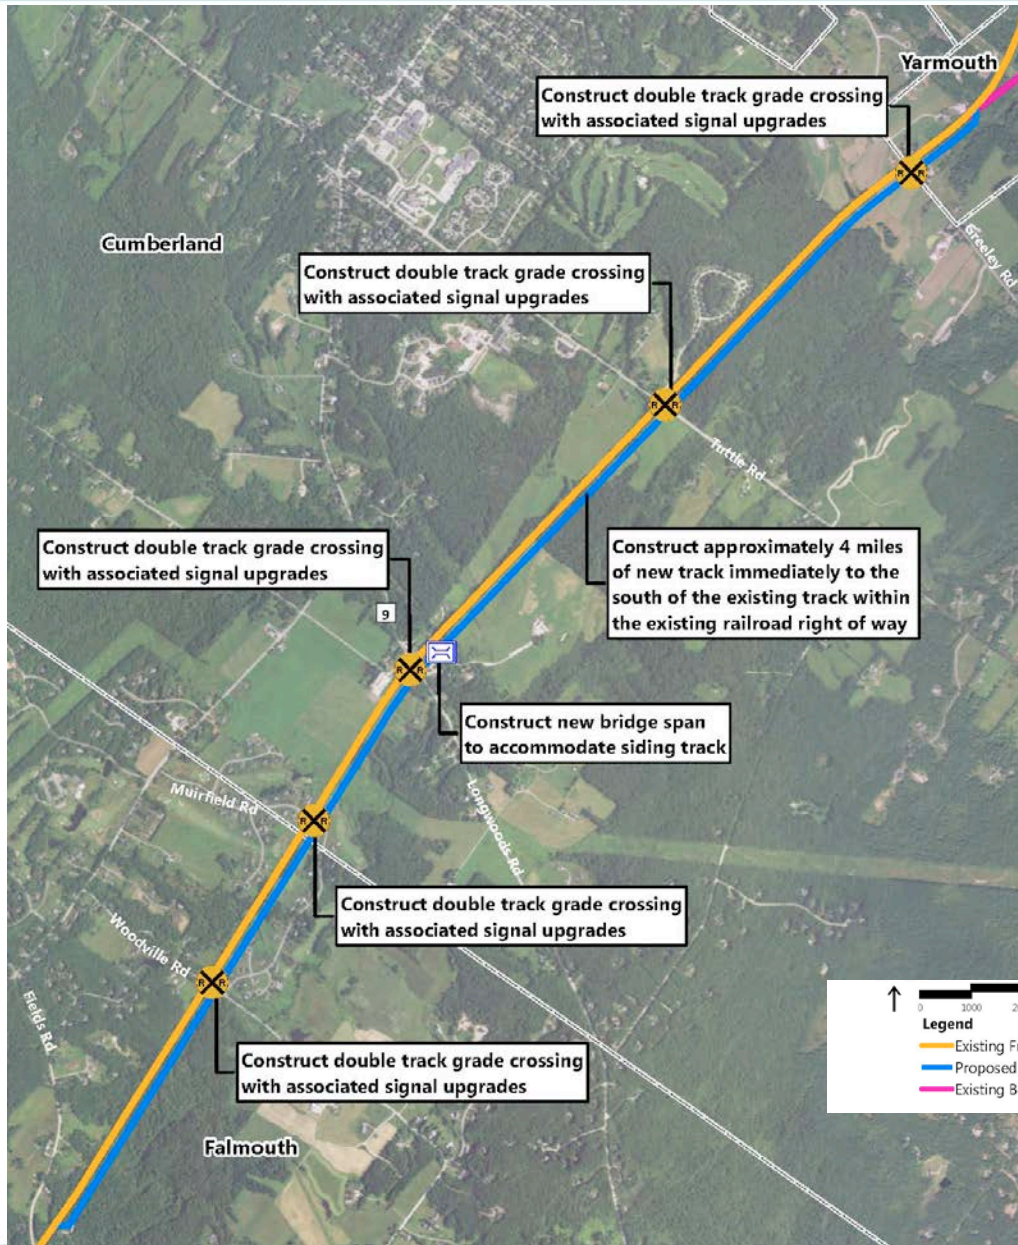 Yarmouth
Construct double track grade crossing
with associated signal upgrades
R R
Greeley Rd
Cumberland
Construct double track grade crossing
with associated signal upgrades
R R
Tuttle Rd
Construct double track grade crossing
with associated signal upgrades
Construct approximately 4 miles
of new track immediately to the
south of the existing track within
the existing railroad right of way
9
R R
Construct new bridge span
to accommodate siding track
Muirfield Rd
Longwoods Rd
R R
Construct double track grade crossing
with associated signal upgrades
Woodville Rd
R R
Fields Rd
Construct double track grade crossing
with associated signal upgrades
Falmouth
0 1000
Legend
Existing
Proposed
Existing